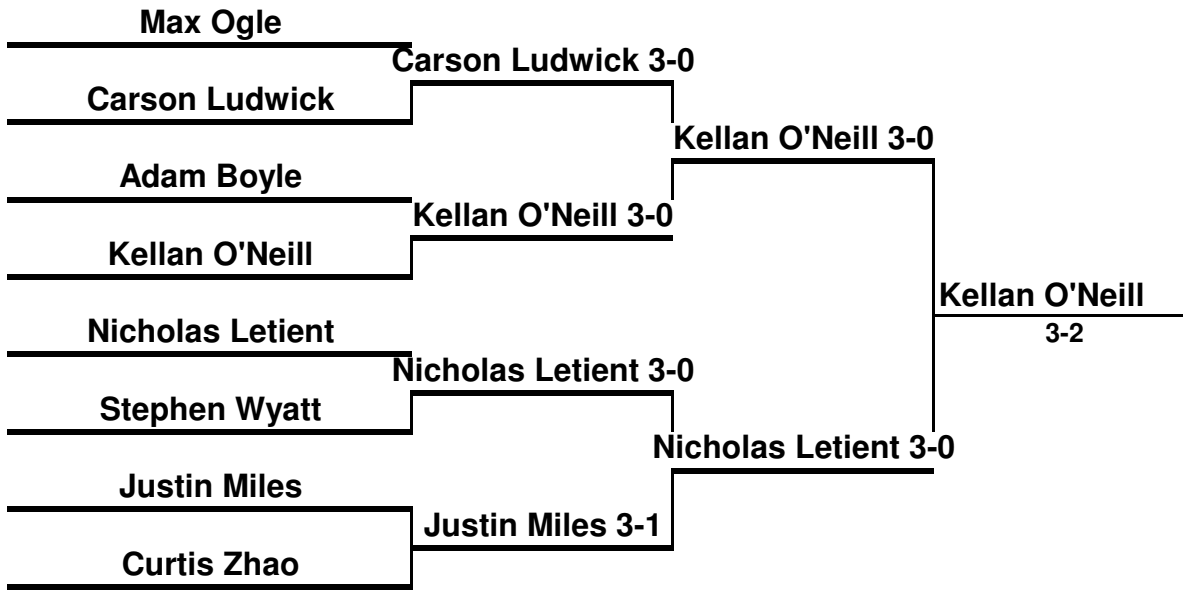 Max Ogle
Carson Ludwick 3-0
Carson Ludwick
Kellan O'Neill 3-0
Adam Boyle
Kellan O'Neill 3-0
Kellan O'Neill
Kellan O'Neill
3-2
Nicholas Letient
Nicholas Letient 3-0
Stephen Wyatt
Nicholas Letient 3-0
Justin Miles
Justin Miles 3-1
Curtis Zhao